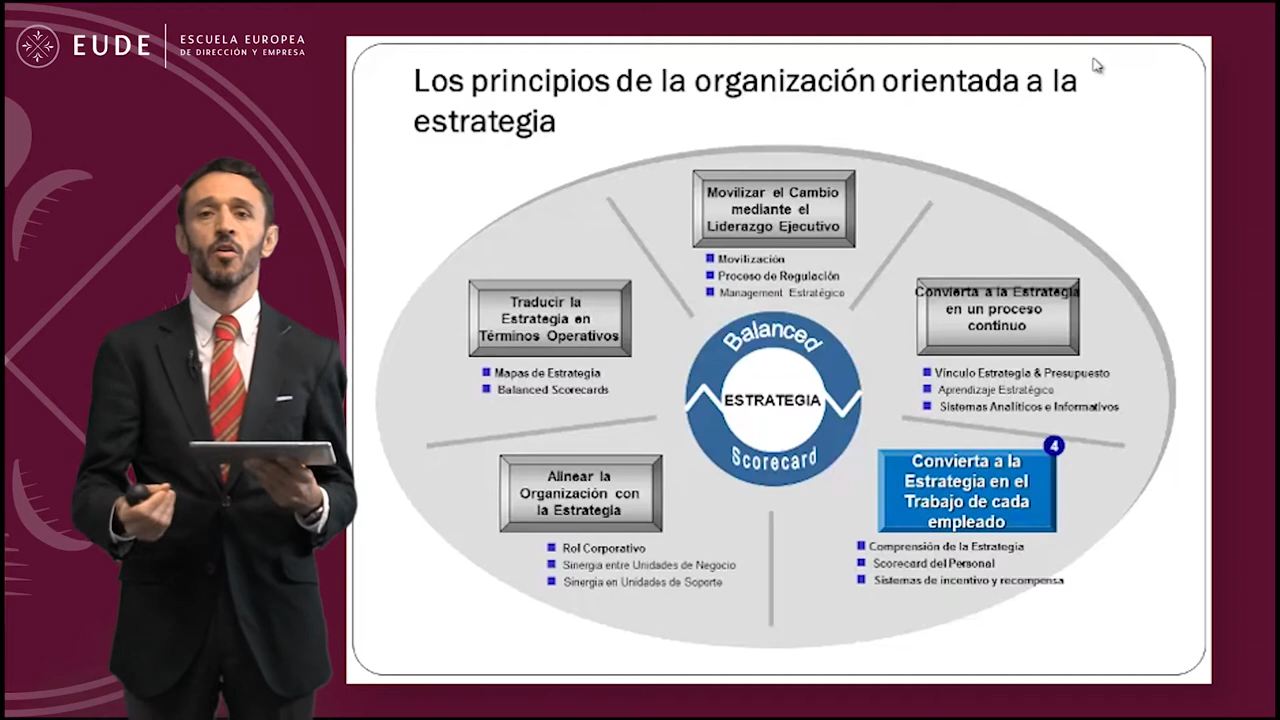 EUDE
ESCUELA EUROPEA
DE DIRECCIÓN Y EMPRESA
Los principios de la organización orientada a la
estrategia
Movilizar el Cambio
mediante el
Liderazgo Ejecutivo
Movilización
Proceso de Regulación
Management Estratégico
Traducir la
Estrategia en
Términos Operativos
Mapas de Estrategia
Balanced Scorecards
Convierta a la Estrategia
en un proceso
continuo
Vínculo Estrategia & Presupuesto
Aprendizaje Estratégico
Sistemas Analíticos e Informativos
Balanced
ESTRATEGIA
Scorecard
Alinear la
Organización con
la Estrategia
Rol Corporativo
Sinergia entre Unidades de Negocio
Sinergia en Unidades de Soporte
4
Convierta a la
Estrategia en el
Trabajo de cada
empleado
Comprensión de la Estrategia
Scorecard del Personal
Sistemas de incentivo y recompensa